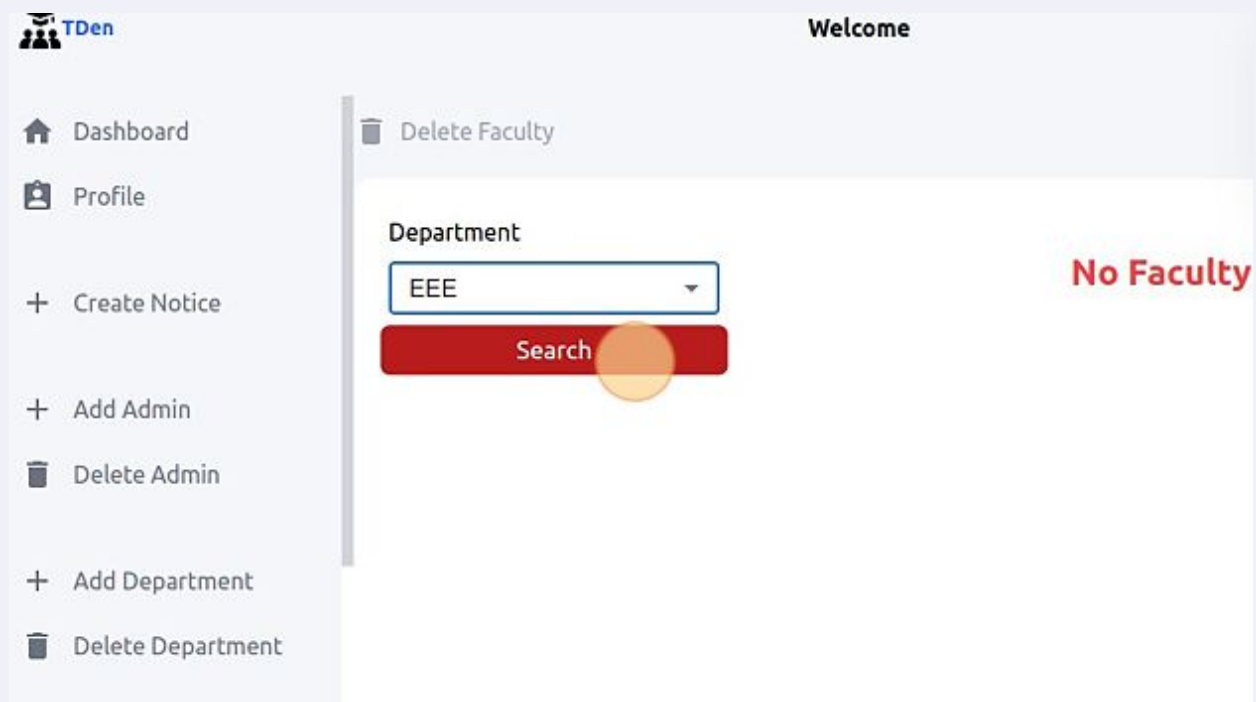 TDen
Welcome
Dashboard
Profile
Create Notice
Add Admin
Delete Admin
Add Department
Delete Department
Delete Faculty
Department
EEE
Search
No Faculty